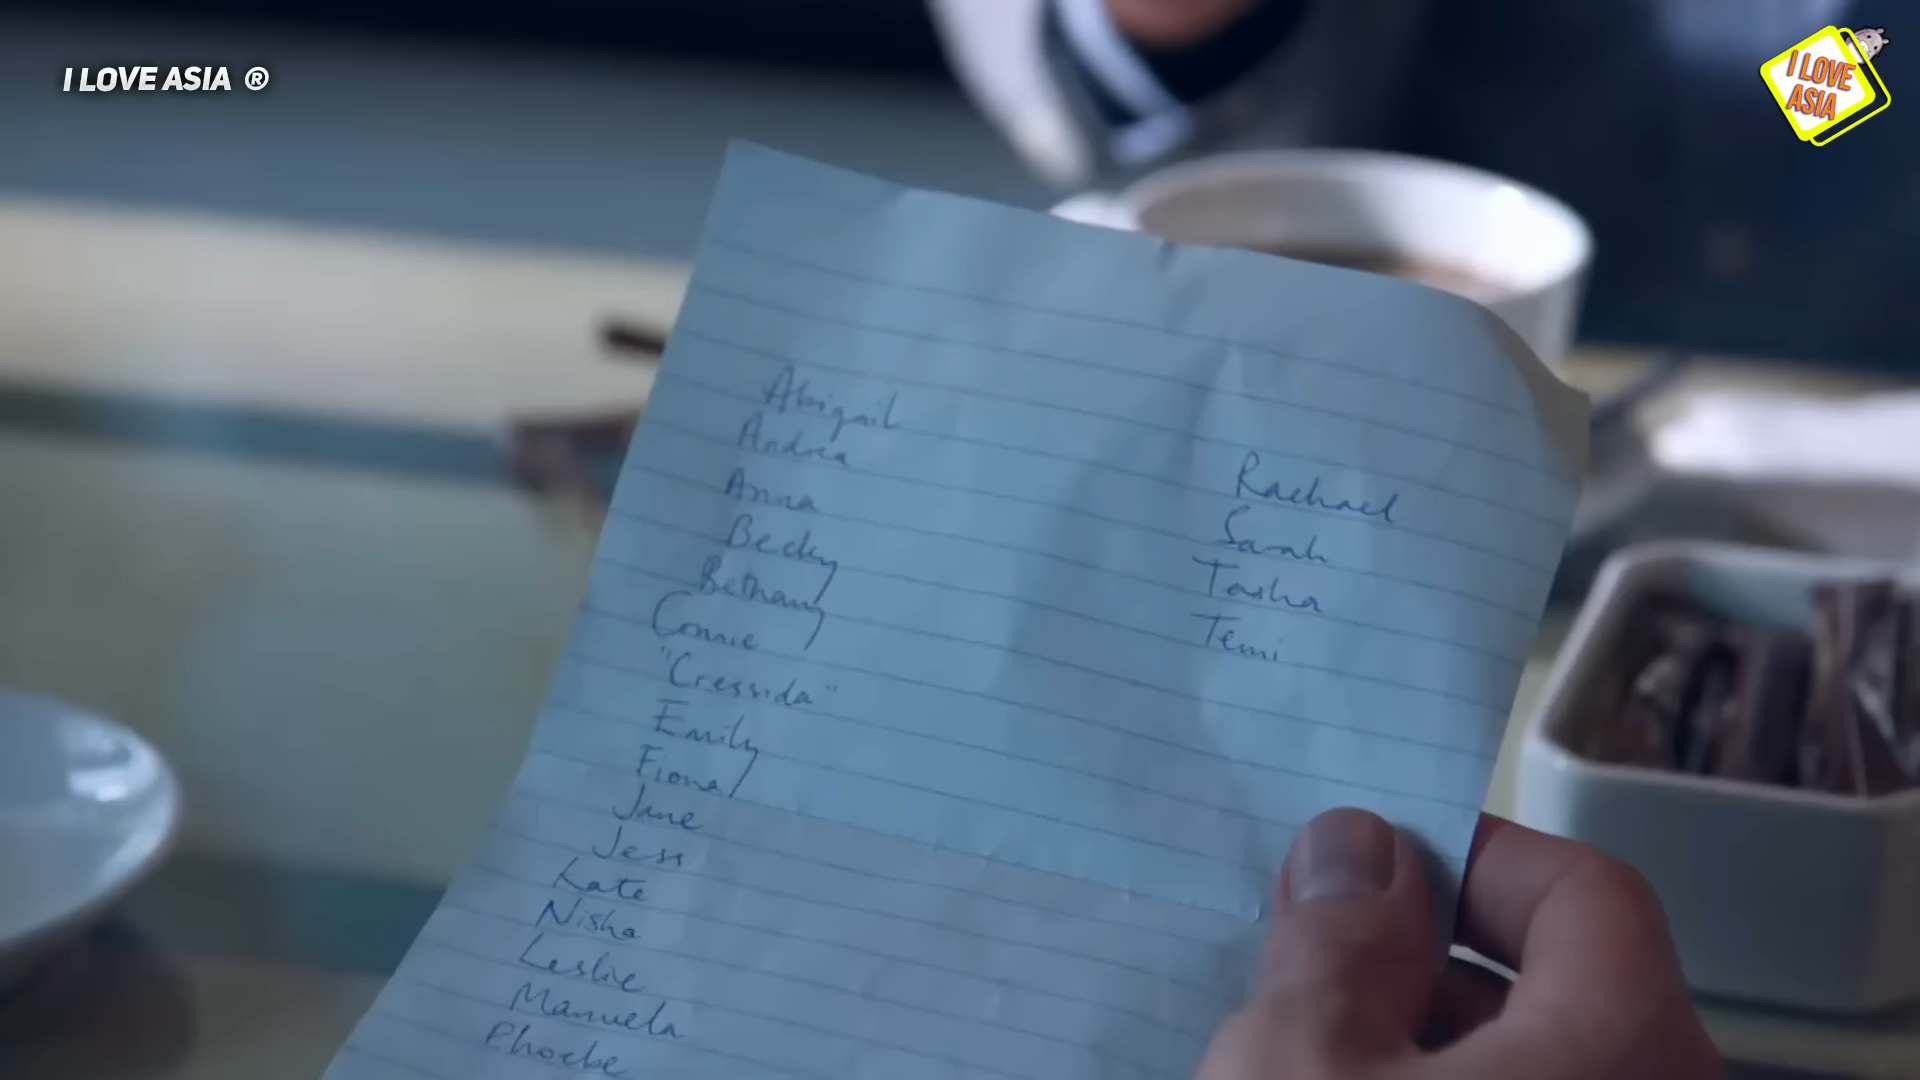 I LOVE ASIA ®
I LOVE
ASIA
Abigail
Andrea
Anna
Becky
Bethany
Connie
"Cressida"
Emily
Fiona
Jane
Jess
Kate
Nisha
Leslie
Manuela
Phoebe
Rachael
Sarah
Tasha
Temi